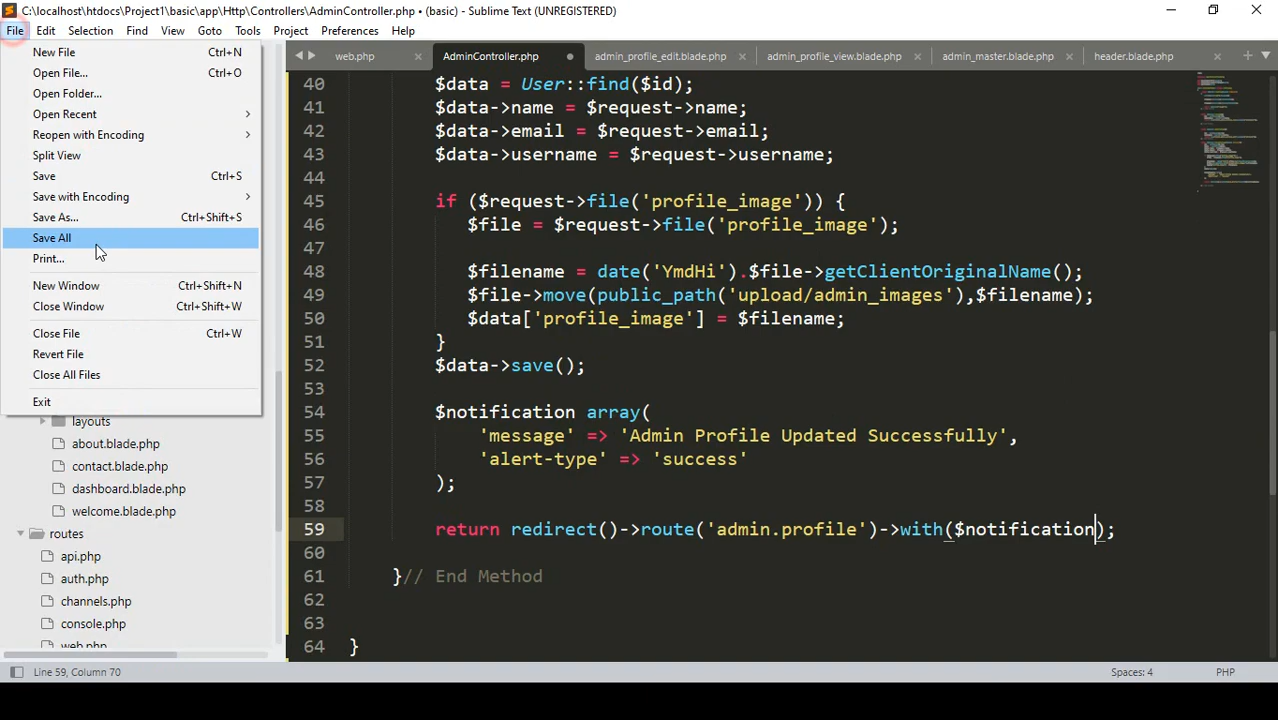 C:\localhost\htdocs\Project1\basic\app\Http\Controllers\AdminController.php • (basic) - Sublime Text (UNREGISTERED)
File Edit Selection Find View Goto Tools Project Preferences Help
New File Ctrl+N
Open File... Ctrl+O
Open Folder...
Open Recent
Reopen with Encoding
Split View
Save Ctrl+S
Save with Encoding
Save As... Ctrl+Shift+S
Save All
Print...
New Window Ctrl+Shift+N
Close Window Ctrl+Shift+W
Close File Ctrl+W
Revert File
Close All Files
Exit
layouts
about.blade.php
contact.blade.php
dashboard.blade.php
welcome.blade.php
routes
api.php
auth.php
channels.php
console.php
web.php
web.php AdminController.php admin_profile_edit.blade.php admin_profile_view.blade.php admin_master.blade.php header.blade.php
40 $data = User::find($id);
41 $data->name = $request->name;
42 $data->email = $request->email;
43 $data->username = $request->username;
44
45 if ($request->file('profile_image')) {
46 $file = $request->file('profile_image');
47
48 $filename = date('YmdHi').$file->getClientOriginalName();
49 $file->move(public_path('upload/admin_images'),$filename);
50 $data['profile_image'] = $filename;
51 }
52 $data->save();
53
54 $notification array(
55 'message' => 'Admin Profile Updated Successfully',
56 'alert-type' => 'success'
57 );
58
59 return redirect()->route('admin.profile')->with($notification);
60
61 }// End Method
62
63
64 }
Line 59, Column 70 Spaces: 4 PHP